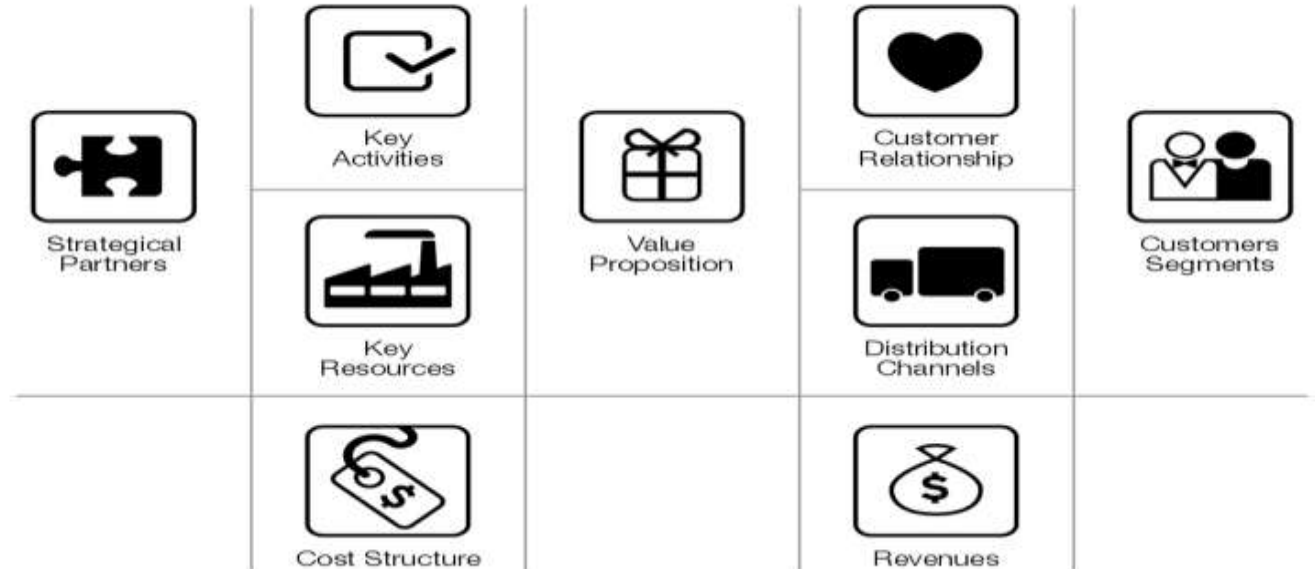 Key
Activities
Customer
Relationship
Strategical
Partners
Value
Proposition
Customers
Segments
Key
Resources
Distribution
Channels
$
Cost Structure
$
Revenues